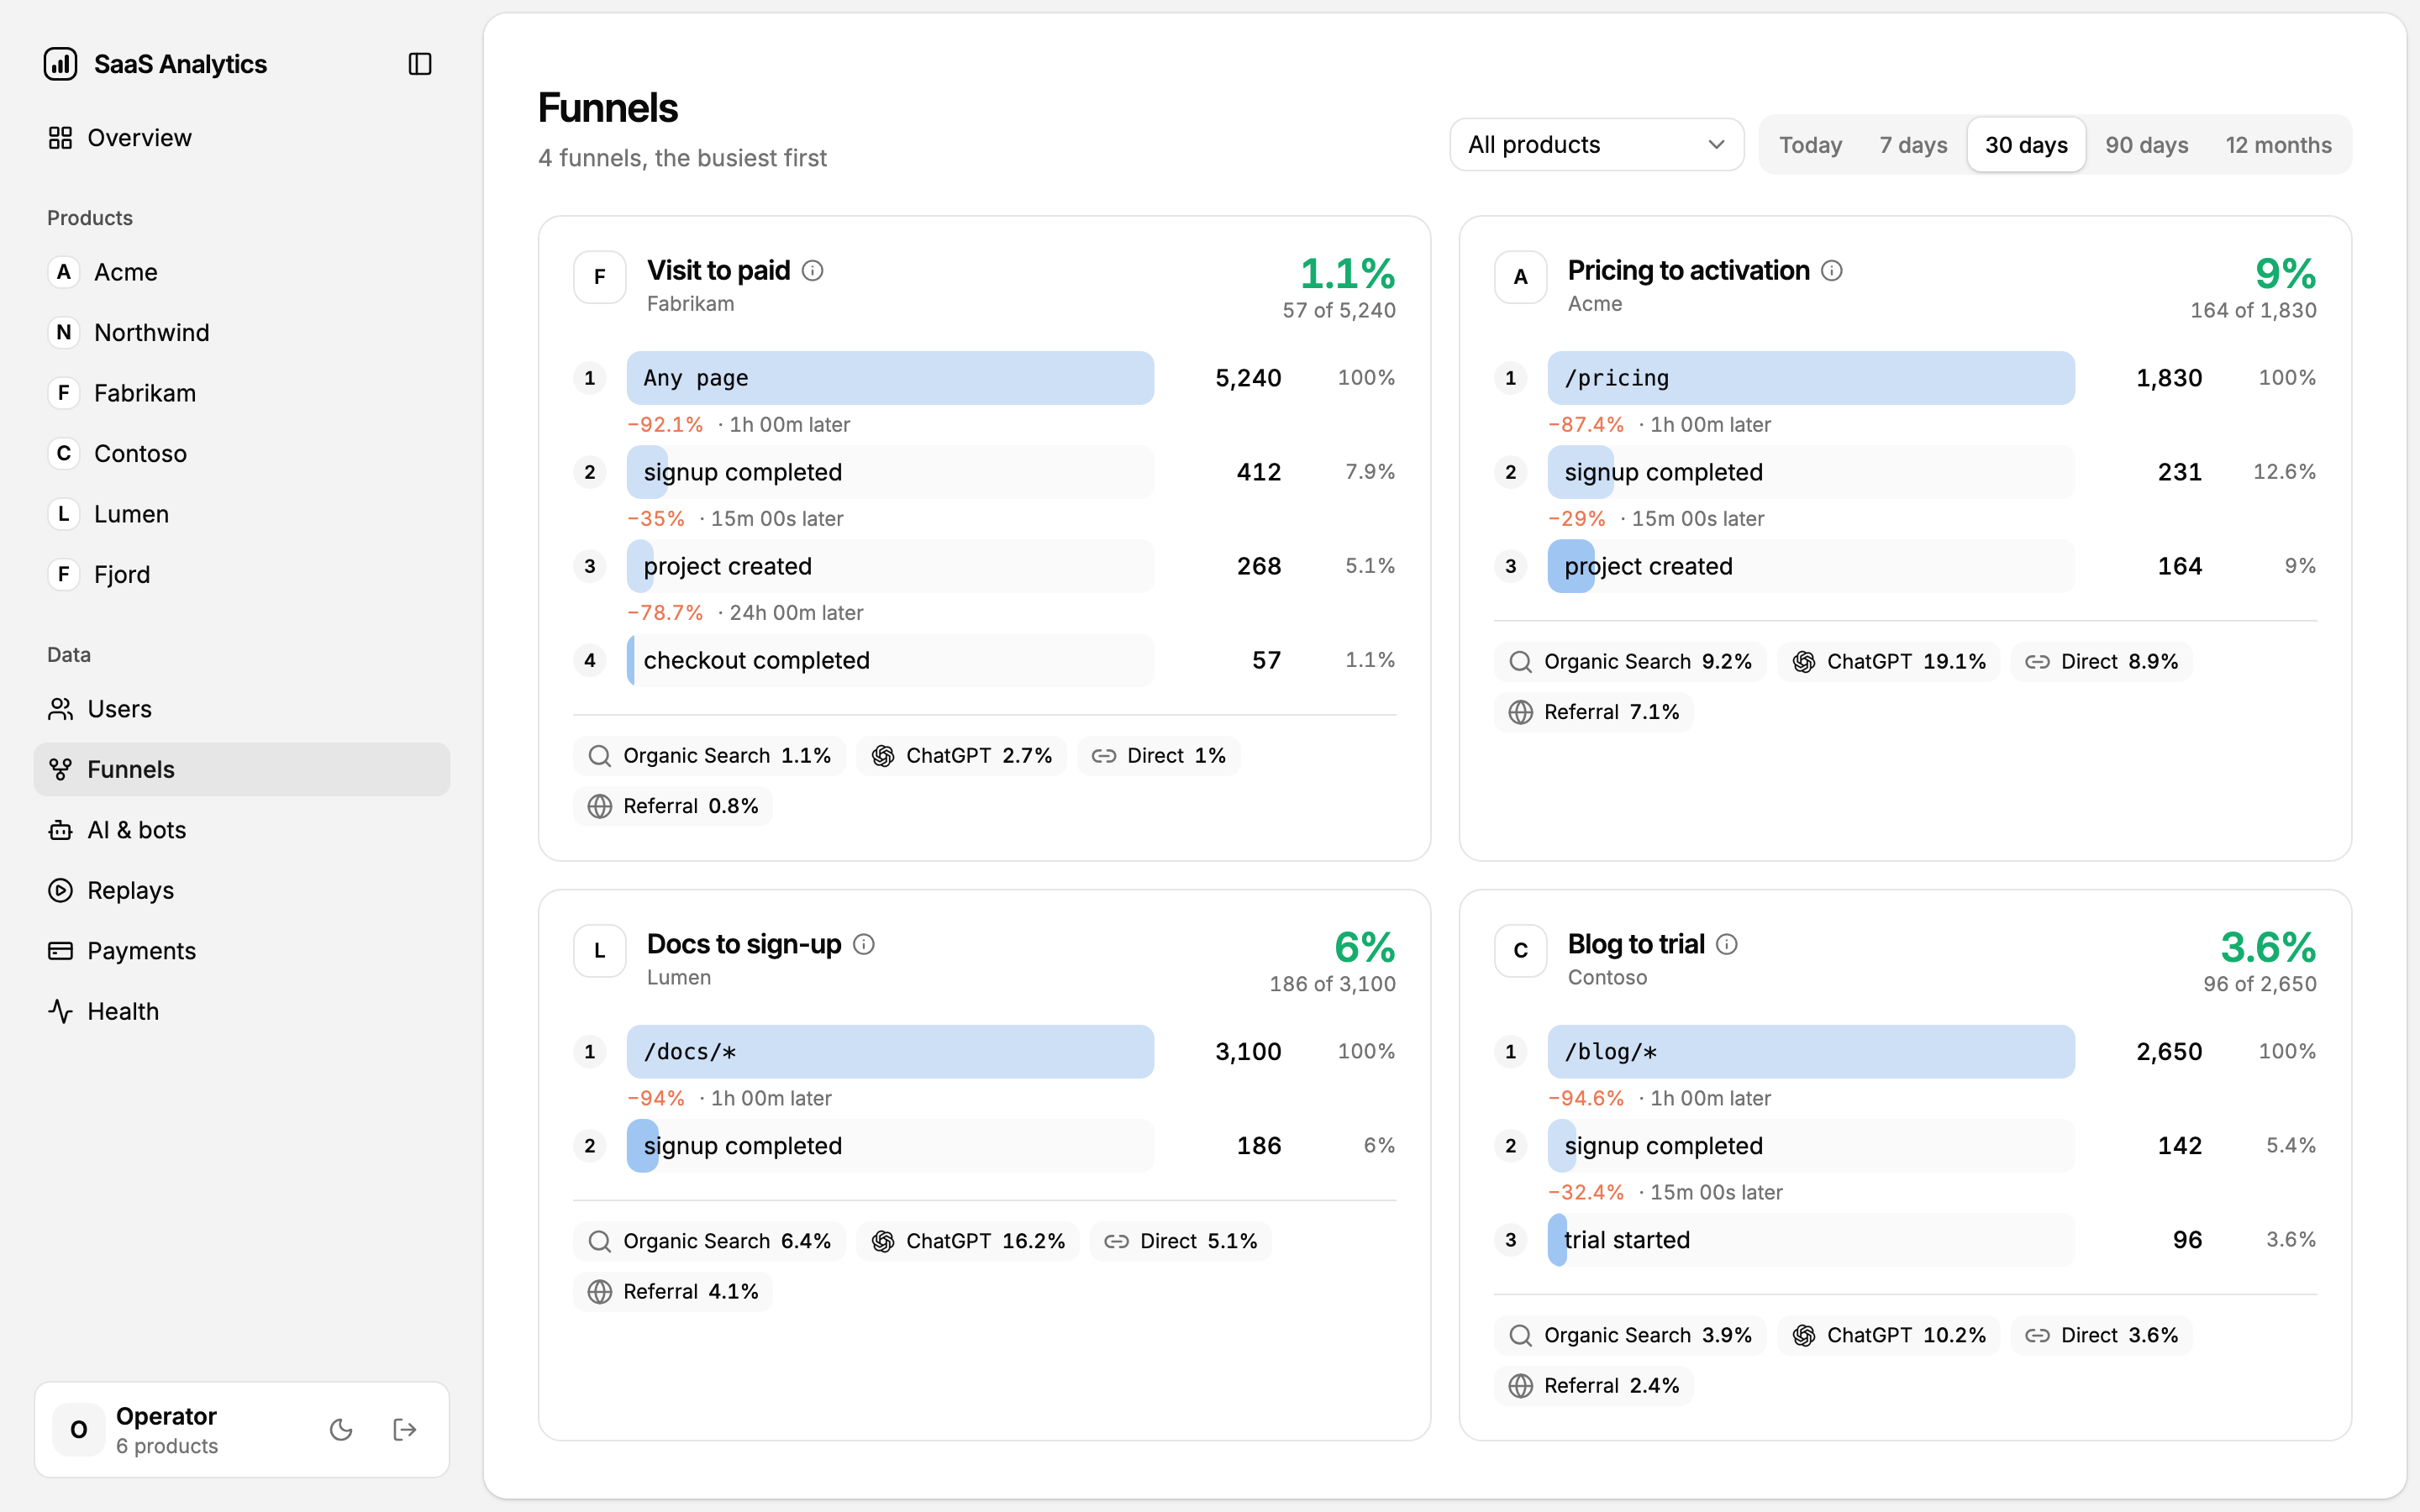 SaaS Analytics
Overview
Products
A Acme
N Northwind
F Fabrikam
C Contoso
L Lumen
F Fjord
Data
Users
Funnels
AI & bots
Replays
Payments
Health
O Operator
6 products
Funnels
4 funnels, the busiest first
All products
Today 7 days 30 days 90 days 12 months
F Visit to paid 1.1%
Fabrikam 57 of 5,240
1 Any page 5,240 100%
−92.1% · 1h 00m later
2 signup completed 412 7.9%
−35% · 15m 00s later
3 project created 268 5.1%
−78.7% · 24h 00m later
4 checkout completed 57 1.1%
Organic Search 1.1% ChatGPT 2.7% Direct 1%
Referral 0.8%
A Pricing to activation 9%
Acme 164 of 1,830
1 /pricing 1,830 100%
−87.4% · 1h 00m later
2 signup completed 231 12.6%
−29% · 15m 00s later
3 project created 164 9%
Organic Search 9.2% ChatGPT 19.1% Direct 8.9%
Referral 7.1%
L Docs to sign-up 6%
Lumen 186 of 3,100
1 /docs/* 3,100 100%
−94% · 1h 00m later
2 signup completed 186 6%
Organic Search 6.4% ChatGPT 16.2% Direct 5.1%
Referral 4.1%
C Blog to trial 3.6%
Contoso 96 of 2,650
1 /blog/* 2,650 100%
−94.6% · 1h 00m later
2 signup completed 142 5.4%
−32.4% · 15m 00s later
3 trial started 96 3.6%
Organic Search 3.9% ChatGPT 10.2% Direct 3.6%
Referral 2.4%